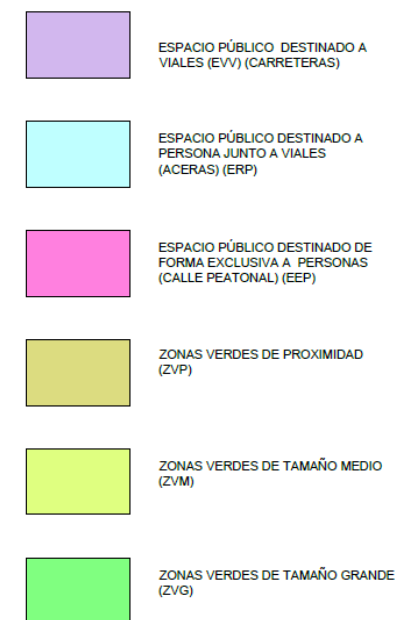 ESPACIO PÚBLICO DESTINADO A
VIALES (EVV) (CARRETERAS)
ESPACIO PÚBLICO DESTINADO A
PERSONA JUNTO A VIALES
(ACERAS) (ERP)
ESPACIO PÚBLICO DESTINADO DE
FORMA EXCLUSIVA A PERSONAS
(CALLE PEATONAL) (EEP)
ZONAS VERDES DE PROXIMIDAD
(ZVP)
ZONAS VERDES DE TAMAÑO MEDIO
(ZVM)
ZONAS VERDES DE TAMAÑO GRANDE
(ZVG)